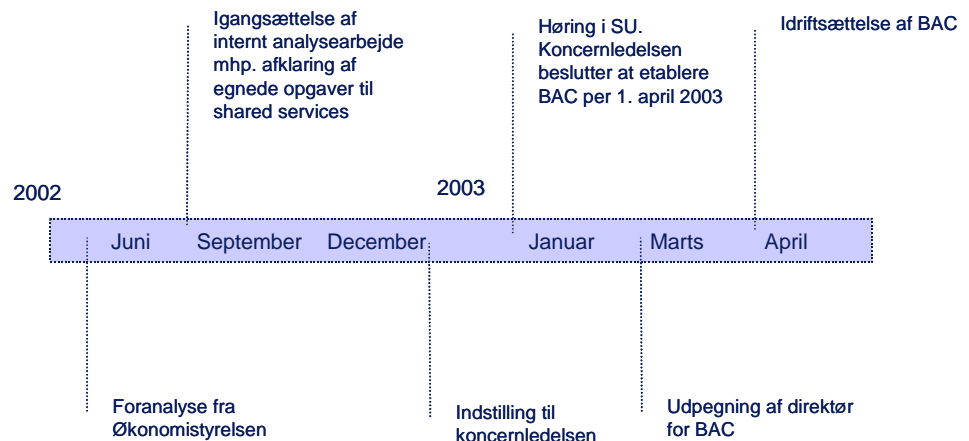 Igangsættelse af
internt analysearbejde
mhp. afklaring af
egnede opgaver til
shared services
Høring i SU.
Koncernledelsen
beslutter at etablere
BAC per 1. april 2003
Idriftsættelse af BAC
2002
2003
Juni
September
December
Januar
Marts
April
Foranalyse fra
Økonomistyrelsen
Indstilling til
koncernledelsen
Udpegning af direktør
for BAC